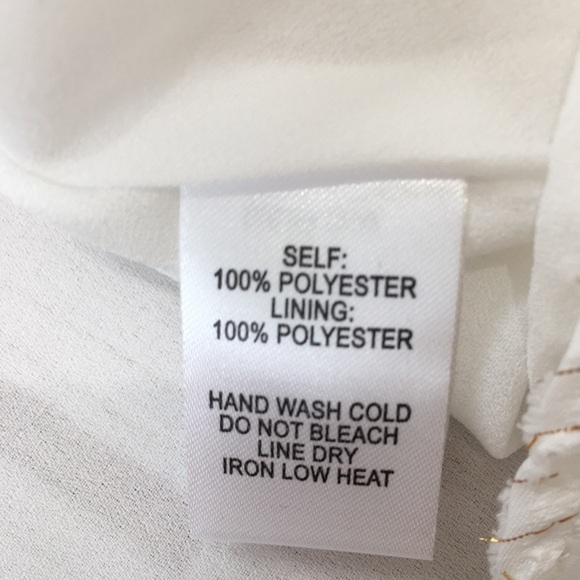 SELF:
100% POLYESTER
LINING:
100% POLYESTER
HAND WASH COLD
DO NOT BLEACH
LINE DRY
IRON LOW HEAT